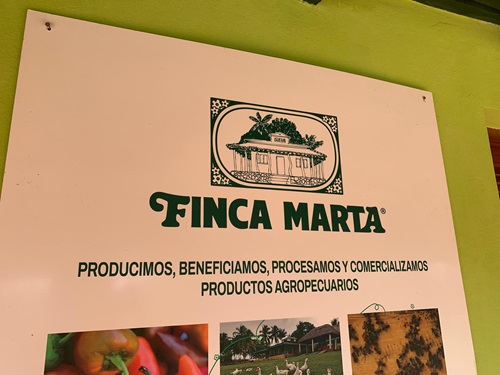 FINCA MARTA®
PRODUCIMOS, BENEFICIAMOS, PROCESAMOS Y COMERCIALIZAMOS
PRODUCTOS AGROPECUARIOS